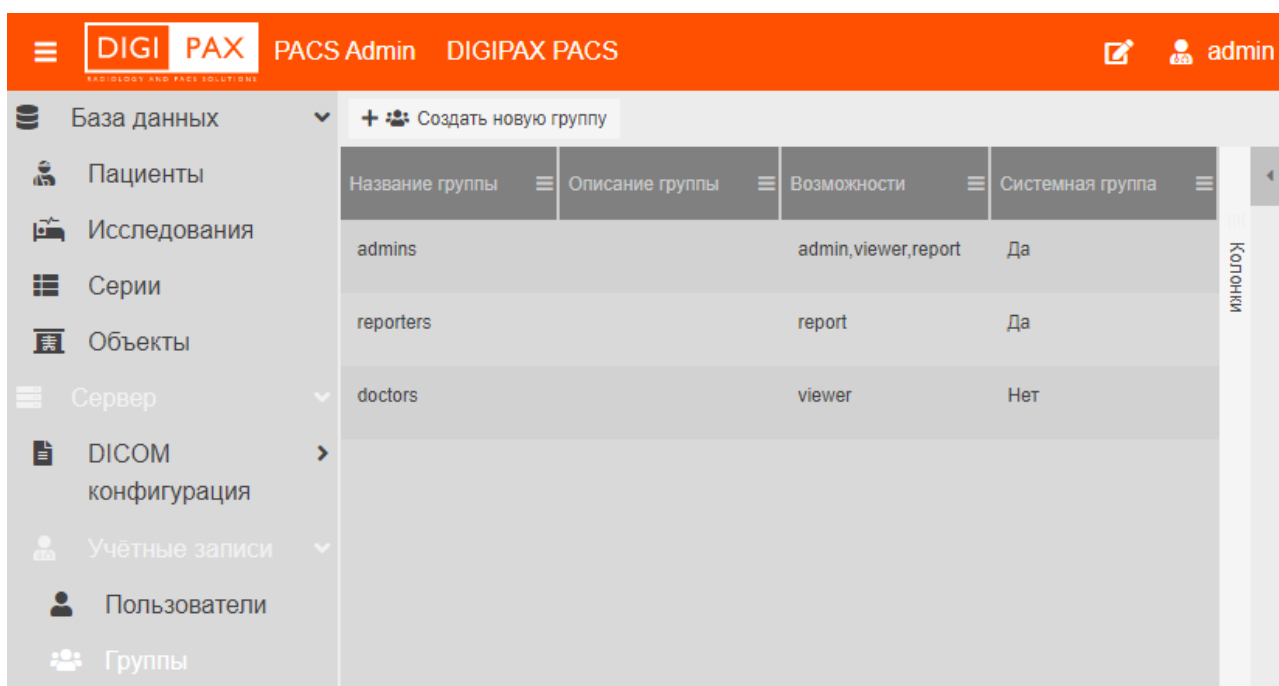 DIGI PAX PACS Admin DIGIPAX PACS admin
RADIOLOGY AND PACS SOLUTIONS
База данных
Пациенты
Исследования
Серии
Объекты
Сервер
DICOM
конфигурация
Учётные записи
Пользователи
Группы
Создать новую группу
Название группы Описание группы Возможности Системная группа
admins admin,viewer,report Да
reporters report Да
doctors viewer Нет
Колонки